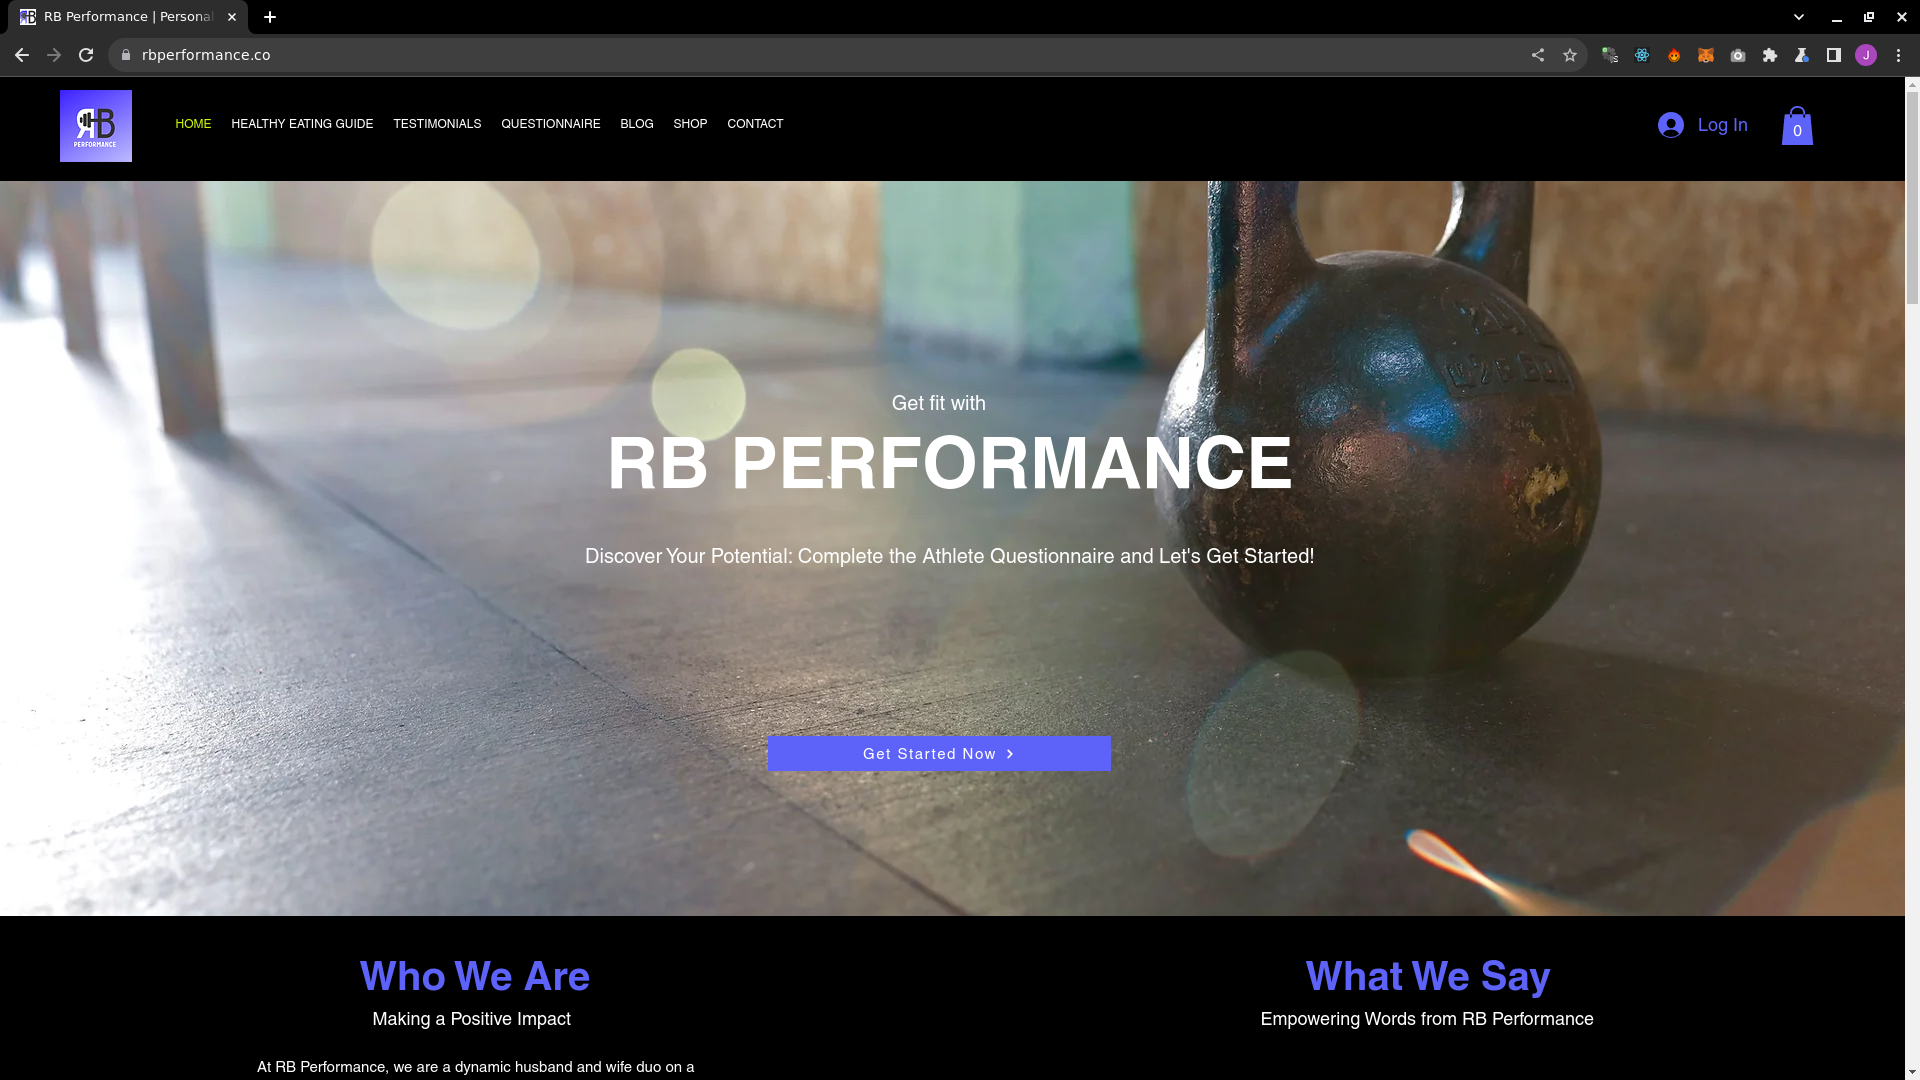 RB Performance | Personal
rbperformance.co
J
RB
PERFORMANCE
HOME HEALTHY EATING GUIDE TESTIMONIALS QUESTIONNAIRE BLOG SHOP CONTACT
Log In
0
Get fit with
RB PERFORMANCE
Discover Your Potential: Complete the Athlete Questionnaire and Let's Get Started!
Get Started Now
Who We Are
Making a Positive Impact
At RB Performance, we are a dynamic husband and wife duo on a
What We Say
Empowering Words from RB Performance